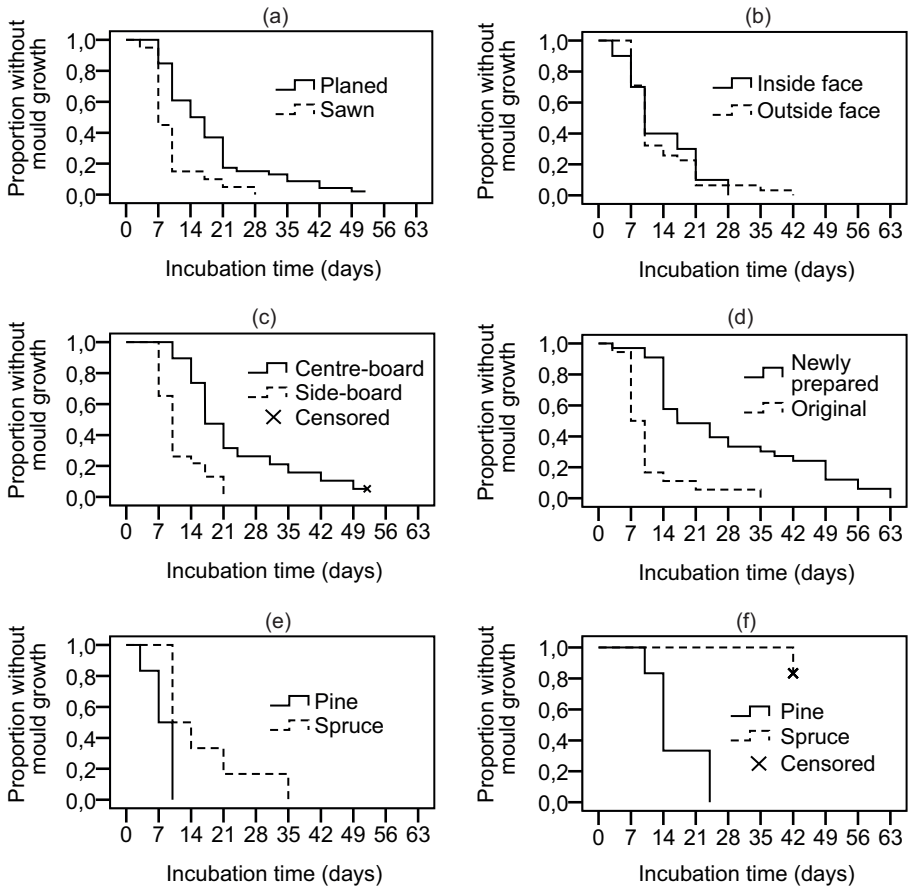 (a)
Proportion without
mould growth
1,0
0,8
0,6
0,4
0,2
0,0
Planed
Sawn
0 7 14 21 28 35 42 49 56 63
Incubation time (days)
(b)
Proportion without
mould growth
1,0
0,8
0,6
0,4
0,2
0,0
Inside face
Outside face
0 7 14 21 28 35 42 49 56 63
Incubation time (days)
(c)
Proportion without
mould growth
1,0
0,8
0,6
0,4
0,2
0,0
Centre-board
Side-board
Censored
0 7 14 21 28 35 42 49 56 63
Incubation time (days)
(d)
Proportion without
mould growth
1,0
0,8
0,6
0,4
0,2
0,0
Newly
prepared
Original
0 7 14 21 28 35 42 49 56 63
Incubation time (days)
(e)
Proportion without
mould growth
1,0
0,8
0,6
0,4
0,2
0,0
Pine
Spruce
0 7 14 21 28 35 42 49 56 63
Incubation time (days)
(f)
Proportion without
mould growth
1,0
0,8
0,6
0,4
0,2
0,0
Pine
Spruce
Censored
0 7 14 21 28 35 42 49 56 63
Incubation time (days)